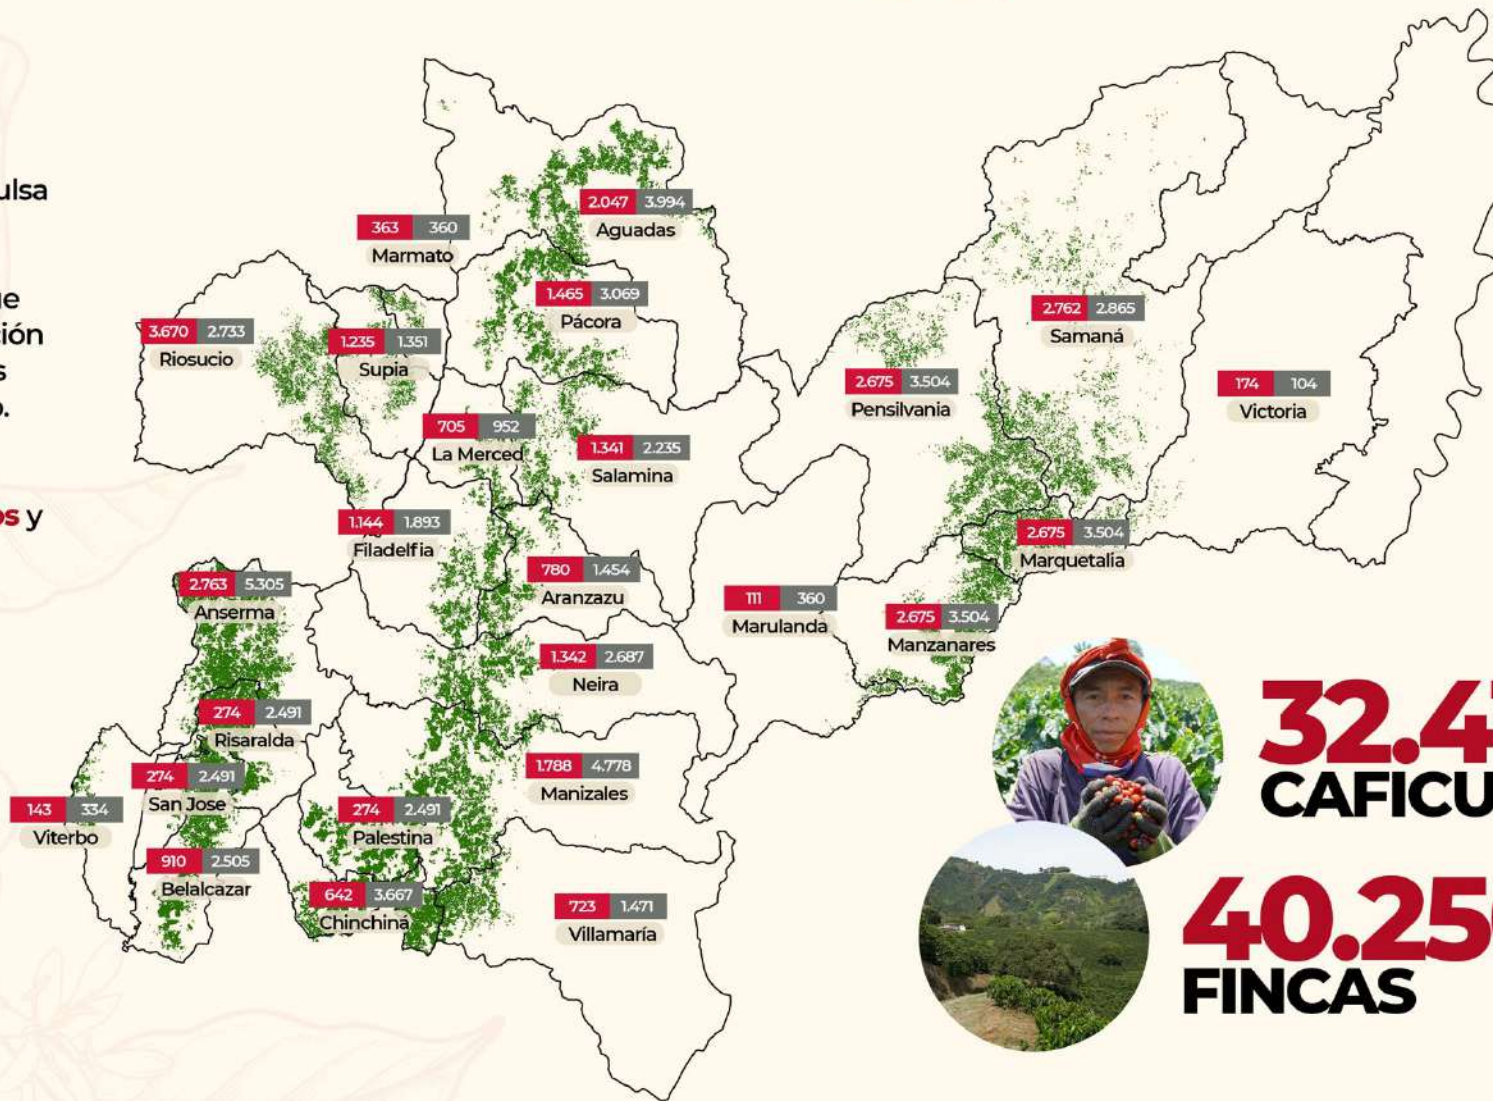 ulsa
ue
ción
s
o.
os y
2.047 3.994
Aguadas
363 360
Marmato
1.465 3.069
Pácora
2.762 2.865
Samaná
3.670 2.733
Riosucio
1.235 1.351
Supia
2.675 3.504
Pensilvania
174 104
Victoria
705 952
La Merced
1.341 2.235
Salamina
1.144 1.893
Filadelfia
2.675 3.504
Marquetalia
2.763 5.305
Anserma
780 1.454
Aranzazu
111 360
Marulanda
2.675 3.504
Manzanares
1.342 2.687
Neira
274 2.491
Risaralda
274 2.491
San Jose
1.788 4.778
Manizales
143 334
Viterbo
274 2.491
Palestina
910 2.505
Belalcazar
642 3.667
Chinchina
723 1.471
Villamaría
32.4
CAFICU
40.25
FINCAS